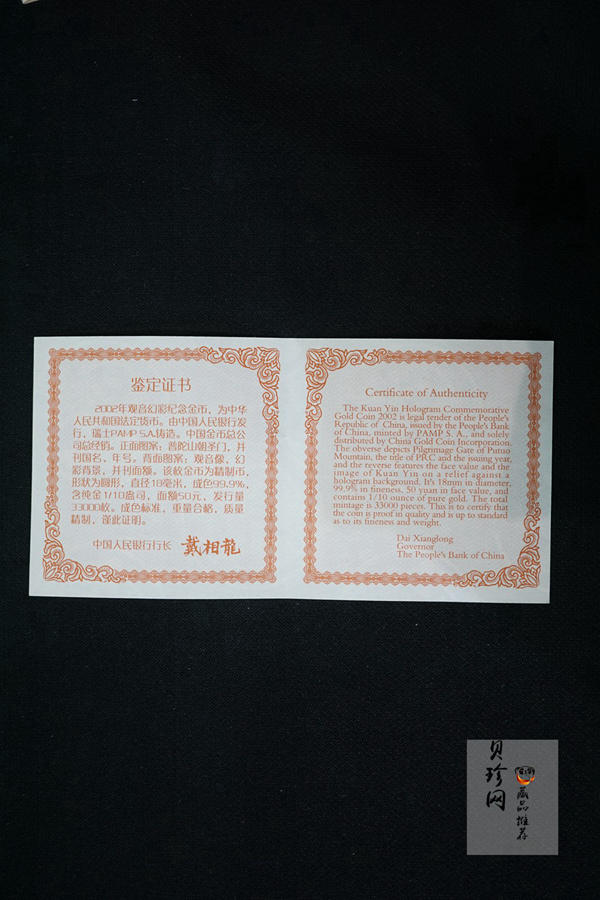 鉴定证书
2002年观音幻彩纪念金币，为中华
人民共和国法定货币。由中国人民银行发
行，瑞士PAMP S.A.铸造。中国金币总公
司总经销。正面图案：普陀山朝圣门，并
刊国名、年号。背面图案：观音像，幻
彩背景，并刊面额。该枚金币为精制币，
形状为圆形，直径18毫米，成色99.9%，
含纯金1/10盎司，面额50元，发行量
33000枚。成色标准，重量合格，质量
精制，谨此证明。
中国人民银行行长 戴相龍
Certificate of Authenticity
The Kuan Yin Hologram Commemorative
Gold Coin 2002 is legal tender of the People's
Republic of China, issued by the People's Bank
of China, minted by PAMP S. A., and solely
distributed by China Gold Coin Incorporation.
The obverse depicts Pilgrimage Gate of Putuo
Mountain, the title of PRC and the issuing year,
and the reverse features the face value and the
image of Kuan Yin on a relief against a
hologram background. It's 18mm in diameter,
99.9% in fineness, 50 yuan in face value, and
contains 1/10 ounce of pure gold. The total
mintage is 33000 pieces. This is to certify that
the coin is proof in quality and is up to standard
as to its fineness and weight.
Dai Xianglong
Governor
The People's Bank of China
贝珍网
藏品推荐